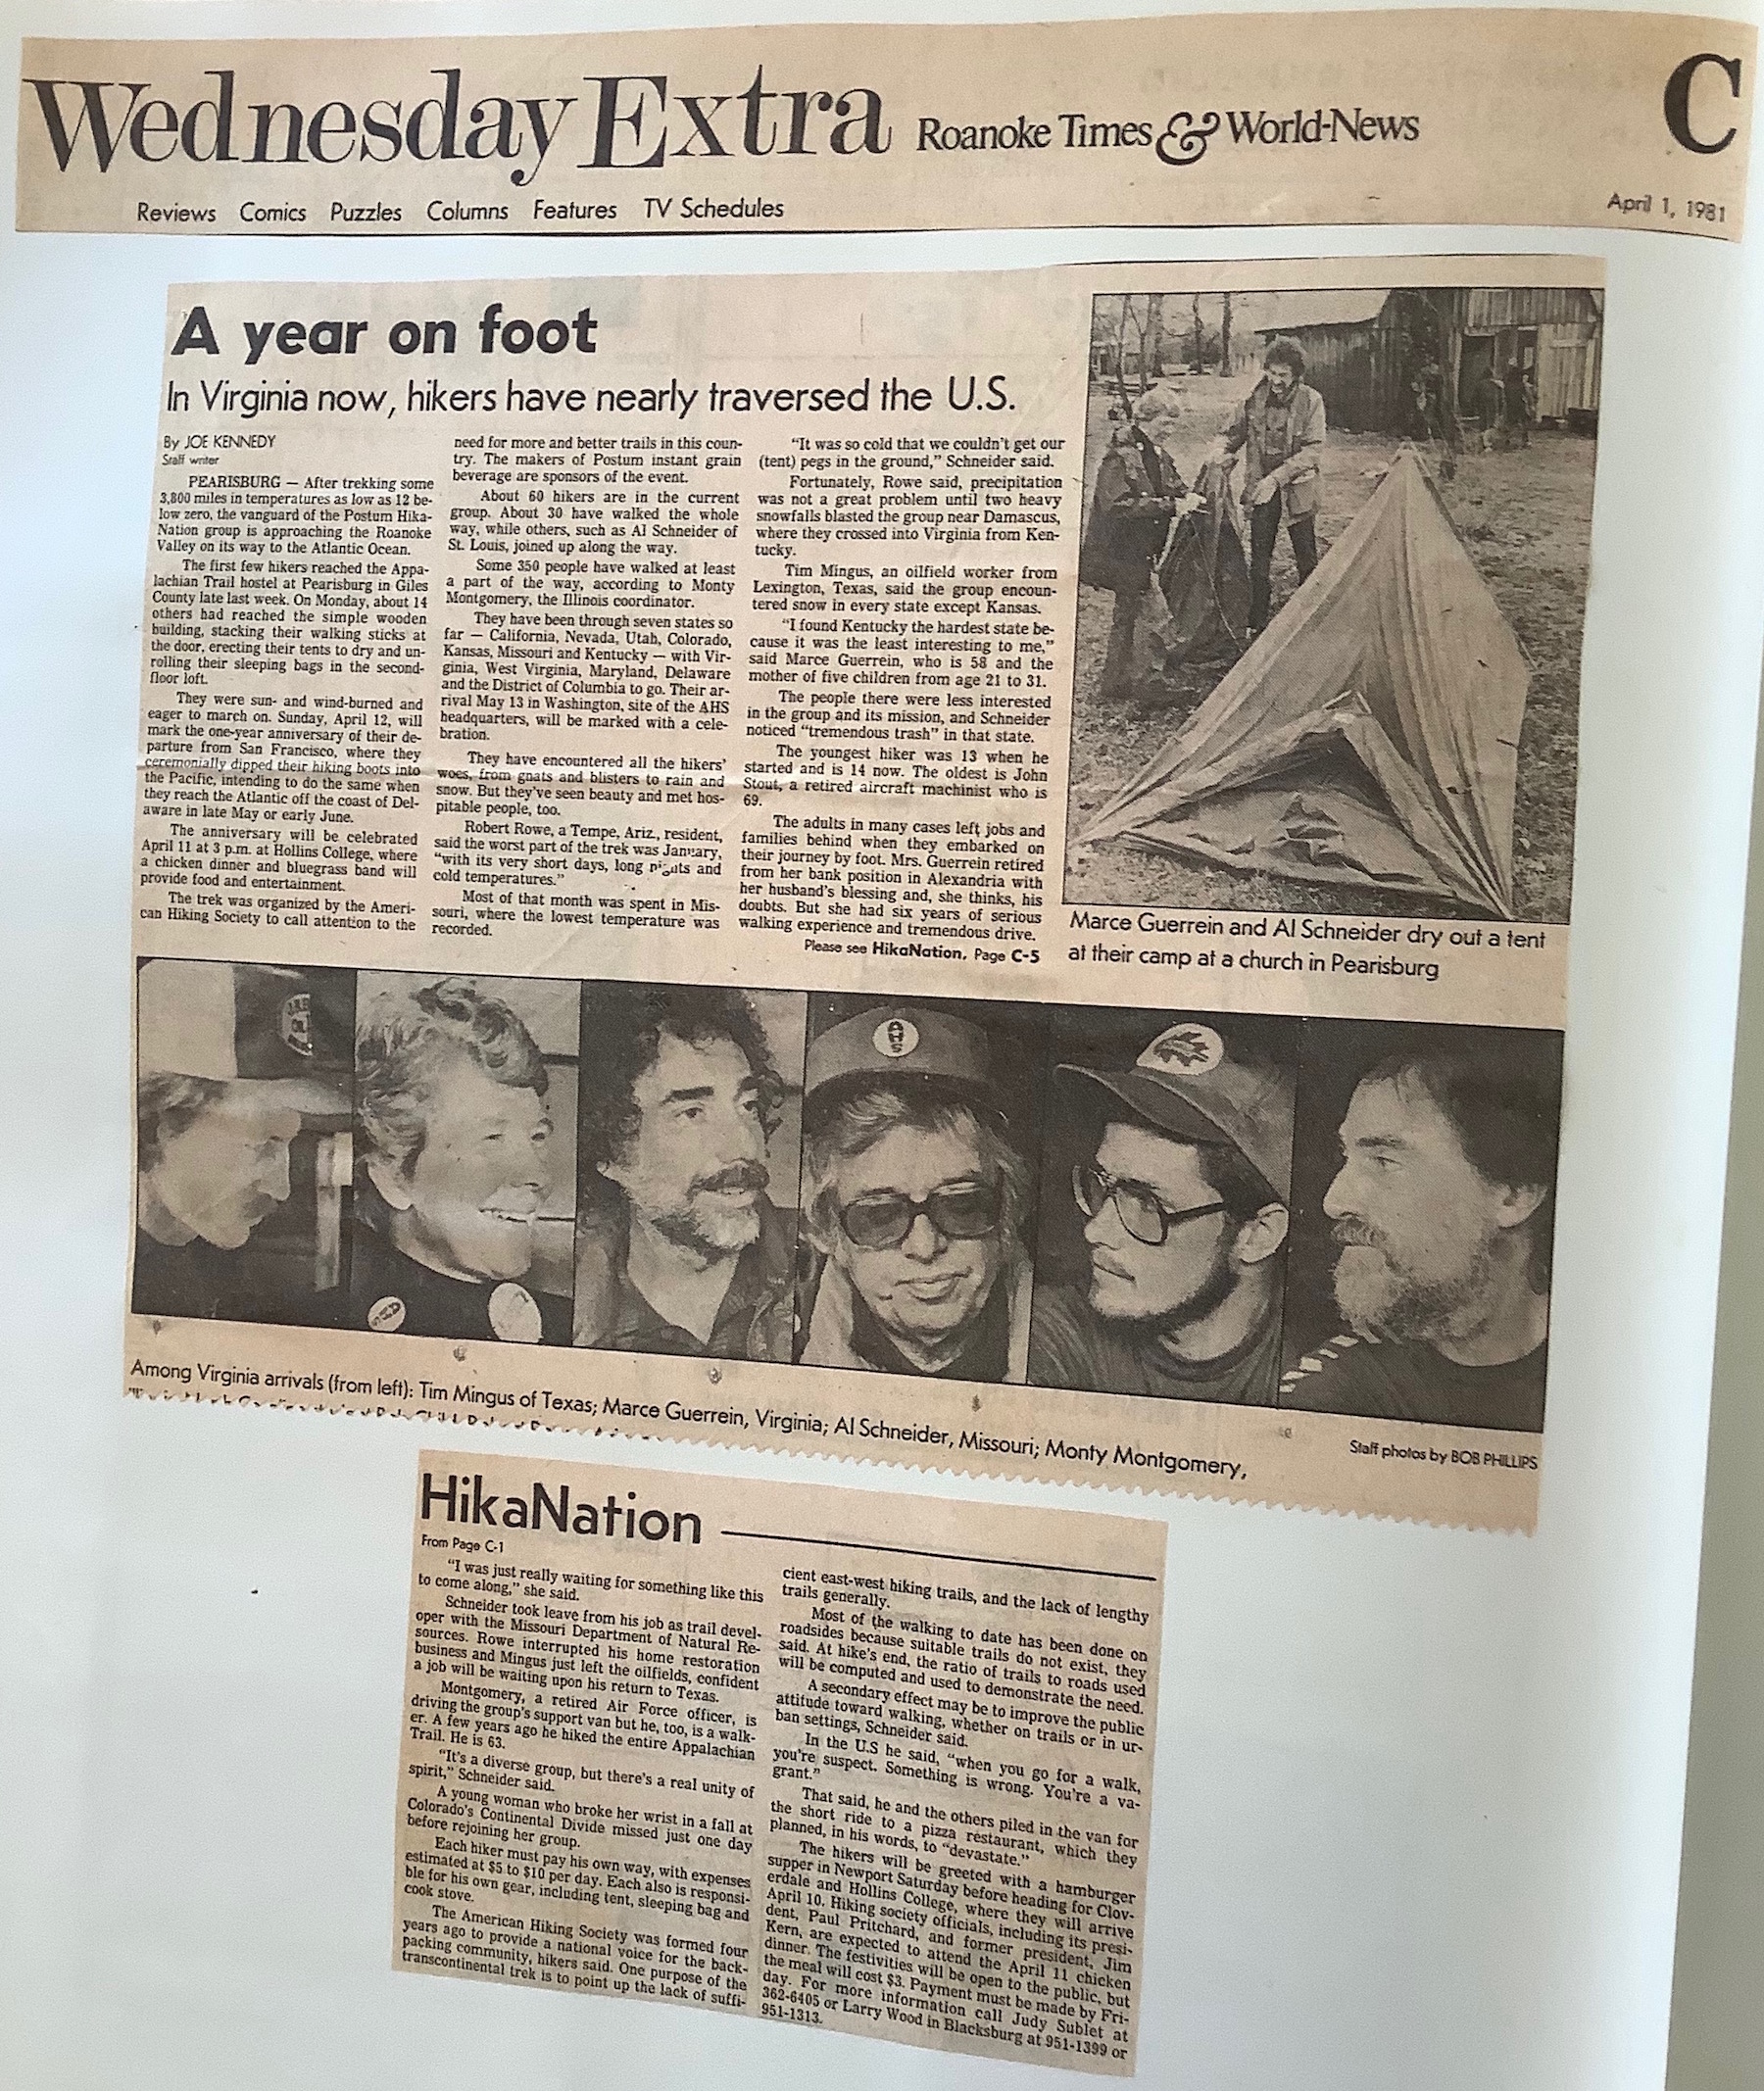 Wednesday Extra Roanoke Times & World-News C
Reviews Comics Puzzles Columns Features TV Schedules
April 1, 1981
A year on foot
In Virginia now, hikers have nearly traversed the U.S.
By JOE KENNEDY
Staff writer
PEARISBURG — After trekking some
3,800 miles in temperatures as low as 12 be-
low zero, the vanguard of the Postum Hika-
Nation group is approaching the Roanoke
Valley on its way to the Atlantic Ocean.
The first few hikers reached the Appa-
lachian Trail hostel at Pearisburg in Giles
County late last week. On Monday, about 14
others had reached the simple wooden
building, stacking their walking sticks at
the door, erecting their tents to dry and un-
rolling their sleeping bags in the second-
floor loft.
They were sun- and wind-burned and
eager to march on. Sunday, April 12, will
mark the one-year anniversary of their de-
parture from San Francisco, where they
ceremonially dipped their hiking boots into
the Pacific, intending to do the same when
they reach the Atlantic off the coast of Del-
aware in late May or early June.
The anniversary will be celebrated
April 11 at 3 p.m. at Hollins College, where
a chicken dinner and bluegrass band will
provide food and entertainment.
The trek was organized by the Ameri-
can Hiking Society to call attention to the
need for more and better trails in this coun-
try. The makers of Postum instant grain
beverage are sponsors of the event.
About 60 hikers are in the current
group. About 30 have walked the whole
way, while others, such as Al Schneider of
St. Louis, joined up along the way.
Some 350 people have walked at least
a part of the way, according to Monty
Montgomery, the Illinois coordinator.
They have been through seven states so
far — California, Nevada, Utah, Colorado,
Kansas, Missouri and Kentucky — with Vir-
ginia, West Virginia, Maryland, Delaware
and the District of Columbia to go. Their ar-
rival May 13 in Washington, site of the AHS
headquarters, will be marked with a cele-
bration.
They have encountered all the hikers'
woes, from gnats and blisters to rain and
snow. But they've seen beauty and met hos-
pitable people, too.
Robert Rowe, a Tempe, Ariz., resident,
said the worst part of the trek was January,
"with its very short days, long nights and
cold temperatures."
Most of that month was spent in Mis-
souri, where the lowest temperature was
recorded.
"It was so cold that we couldn't get our
(tent) pegs in the ground," Schneider said.
Fortunately, Rowe said, precipitation
was not a great problem until two heavy
snowfalls blasted the group near Damascus,
where they crossed into Virginia from Ken-
tucky.
Tim Mingus, an oilfield worker from
Lexington, Texas, said the group encoun-
tered snow in every state except Kansas.
"I found Kentucky the hardest state be-
cause it was the least interesting to me,"
said Marce Guerrein, who is 58 and the
mother of five children from age 21 to 31.
The people there were less interested
in the group and its mission, and Schneider
noticed "tremendous trash" in that state.
The youngest hiker was 13 when he
started and is 14 now. The oldest is John
Stout, a retired aircraft machinist who is
69.
The adults in many cases left jobs and
families behind when they embarked on
their journey by foot. Mrs. Guerrein retired
from her bank position in Alexandria with
her husband's blessing and, she thinks, his
doubts. But she had six years of serious
walking experience and tremendous drive.
Please see HikaNation, Page C-5
Marce Guerrein and Al Schneider dry out a tent
at their camp at a church in Pearisburg
AHS
Among Virginia arrivals (from left): Tim Mingus of Texas; Marce Guerrein, Virginia; Al Schneider, Missouri; Monty Montgomery,
Staff photos by BOB PHILLIPS
HikaNation
From Page C-1
"I was just really waiting for something like this
to come along," she said.
Schneider took leave from his job as trail devel-
oper with the Missouri Department of Natural Re-
sources. Rowe interrupted his home restoration
business and Mingus just left the oilfields, confident
a job will be waiting upon his return to Texas.
Montgomery, a retired Air Force officer, is
driving the group's support van but he, too, is a walk-
er. A few years ago he hiked the entire Appalachian
Trail. He is 63.
"It's a diverse group, but there's a real unity of
spirit," Schneider said.
A young woman who broke her wrist in a fall at
Colorado's Continental Divide missed just one day
before rejoining her group.
Each hiker must pay his own way, with expenses
estimated at $5 to $10 per day. Each also is responsi-
ble for his own gear, including tent, sleeping bag and
cook stove.
The American Hiking Society was formed four
years ago to provide a national voice for the back-
packing community, hikers said. One purpose of the
transcontinental trek is to point up the lack of suffi-
cient east-west hiking trails, and the lack of lengthy
trails generally.
Most of the walking to date has been done on
roadsides because suitable trails do not exist, they
said. At hike's end, the ratio of trails to roads used
will be computed and used to demonstrate the need.
A secondary effect may be to improve the public
attitude toward walking, whether on trails or in ur-
ban settings, Schneider said.
In the U.S he said, "when you go for a walk,
you're suspect. Something is wrong. You're a va-
grant."
That said, he and the others piled in the van for
the short ride to a pizza restaurant, which they
planned, in his words, to "devastate."
The hikers will be greeted with a hamburger
supper in Newport Saturday before heading for Clov-
erdale and Hollins College, where they will arrive
April 10. Hiking society officials, including its presi-
dent, Paul Pritchard, and former president, Jim
Kern, are expected to attend the April 11 chicken
dinner. The festivities will be open to the public, but
the meal will cost $3. Payment must be made by Fri-
day. For more information call Judy Sublet at
362-6405 or Larry Wood in Blacksburg at 951-1399 or
951-1313.